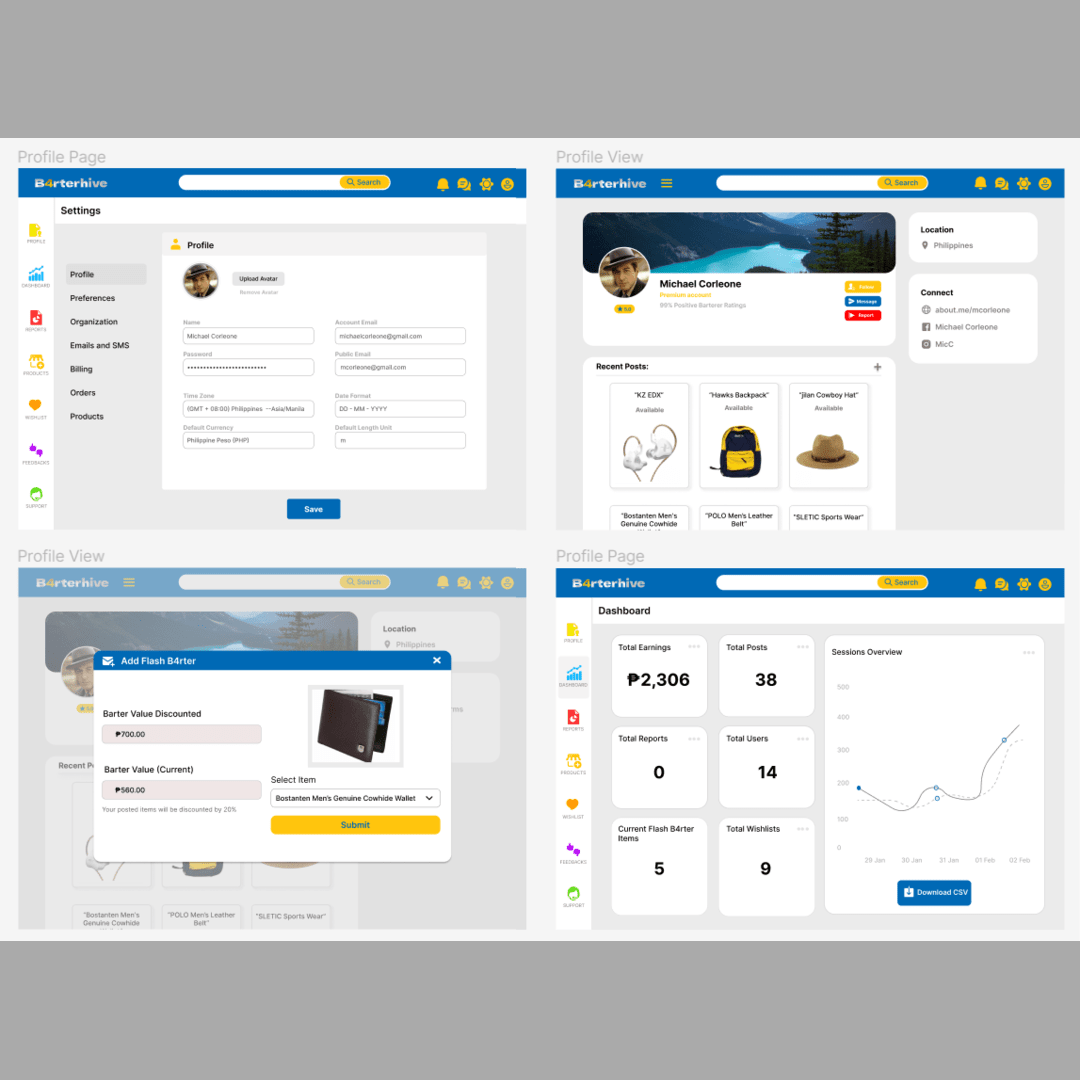 Profile Page
B4rterhive
Search
Settings
PROFILE
DASHBOARD
REPORTS
PRODUCTS
WISHLIST
FEEDBACKS
SUPPORT
Profile
Preferences
Organization
Emails and SMS
Billing
Orders
Products
Profile
Upload Avatar
Remove Avatar
Name
Account Email
Michael Corleone
michaelcorleone@gmail.com
Password
Public Email
••••••••••••••••••••••••••
mcorleone@gmail.com
Time Zone
Date Format
(GMT + 08:00) Philippines —Asia/Manila
DD - MM - YYYY
Default Currency
Default Length Unit
Philippine Peso (PHP)
m
Save
Profile View
B4rterhive
Search
Michael Corleone
Premium account
99% Positive Barterer Ratings
5.0
Follow
Message
Report
Location
Philippines
Connect
about.me/mcorleone
Michael Corleone
MicC
Recent Posts:
"KZ EDX"
Available
"Hawks Backpack"
Available
"jilan Cowboy Hat"
Available
"Bostanten Men's
Genuine Cowhide
"POLO Men's Leather
Belt"
"SLETIC Sports Wear"
Profile View
B4rterhive
Search
Location
Philippines
Recent P
Add Flash B4rter
Barter Value Discounted
₱700.00
Barter Value (Current)
₱560.00
Your posted items will be discounted by 20%
Select Item
Bostanten Men's Genuine Cowhide Wallet
Submit
"Bostanten Men's
Genuine Cowhide
"POLO Men's Leather
Belt"
"SLETIC Sports Wear"
Profile Page
B4rterhive
Search
Dashboard
PROFILE
DASHBOARD
REPORTS
PRODUCTS
WISHLIST
FEEDBACKS
SUPPORT
Total Earnings
₱2,306
Total Posts
38
Total Reports
0
Total Users
14
Current Flash B4rter
Items
5
Total Wishlists
9
Sessions Overview
500
400
300
200
100
0
29 Jan
30 Jan
31 Jan
01 Feb
02 Feb
Download CSV